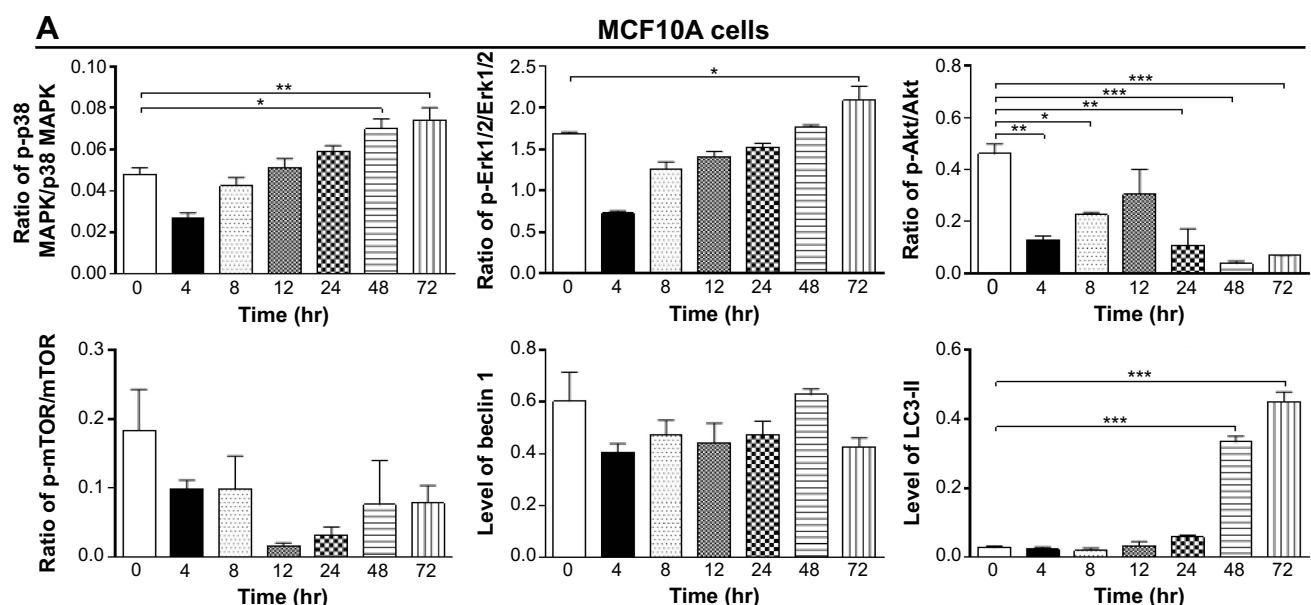 A
MCF10A cells
Ratio of p-p38
MAPK/p38 MAPK
0.10
0.08
0.06
0.04
0.02
0.00
**
*
0 4 8 12 24 48 72
Time (hr)
Ratio of p-Erk1/2/Erk1/2
2.5
2.0
1.5
1.0
0.5
0.0
*
0 4 8 12 24 48 72
Time (hr)
Ratio of p-Akt/Akt
0.6
0.4
0.2
0.0
***
***
**
*
**
0 4 8 12 24 48 72
Time (hr)
Ratio of p-mTOR/mTOR
0.3
0.2
0.1
0.0
0 4 8 12 24 48 72
Time (hr)
Level of beclin 1
0.8
0.6
0.4
0.2
0.0
0 4 8 12 24 48 72
Time (hr)
Level of LC3-II
0.6
0.4
0.2
0.0
***
***
0 4 8 12 24 48 72
Time (hr)